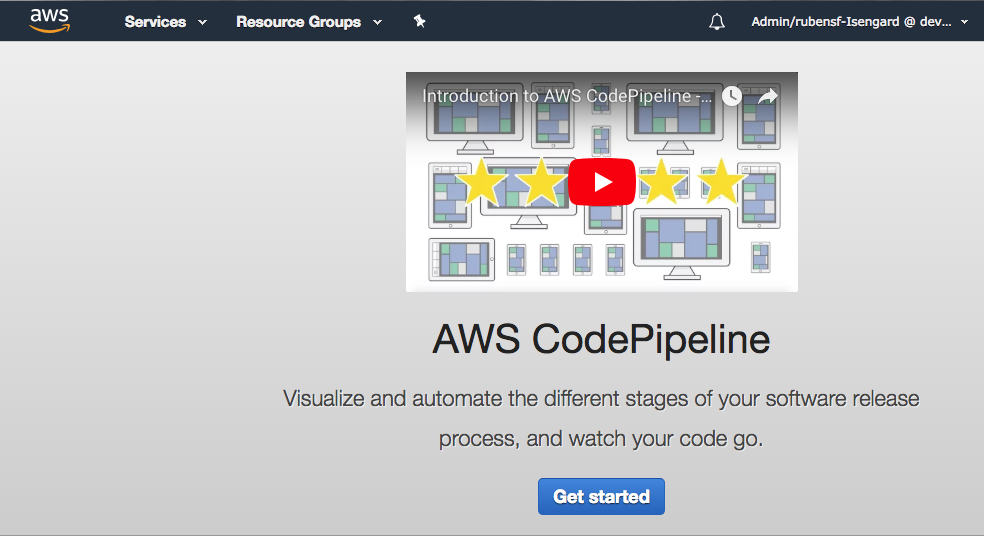 aws
Services
Resource Groups
Admin/rubensf-Isengard @ dev...
Introduction to AWS CodePipeline -...
AWS CodePipeline
Visualize and automate the different stages of your software release
process, and watch your code go.
Get started